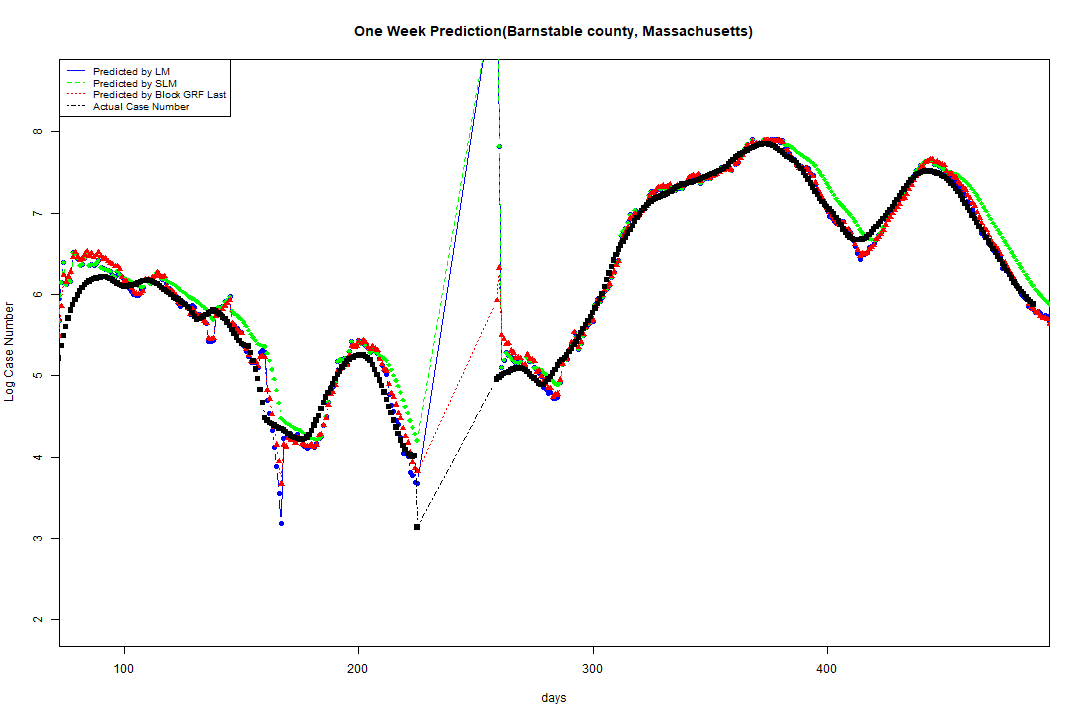 One Week Prediction(Barnstable county, Massachusetts)
Predicted by LM
Predicted by SLM
Predicted by Block GRF Last
Actual Case Number
Log Case Number
8
7
6
5
4
3
2
100 200 300 400
days